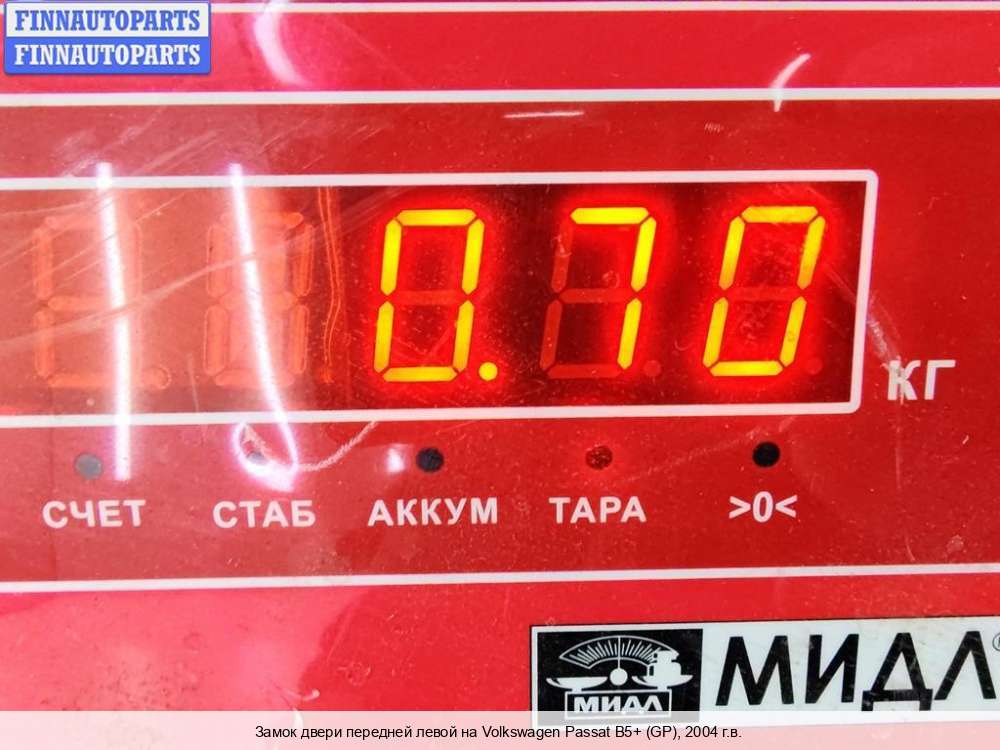 FINNAUTOPARTS
FINNAUTOPARTS
0.70
КГ
СЧЕТ СТАБ АККУМ ТАРА >0<
МИДЛ МИДЛ®
Замок двери передней левой на Volkswagen Passat B5+ (GP), 2004 г.в.